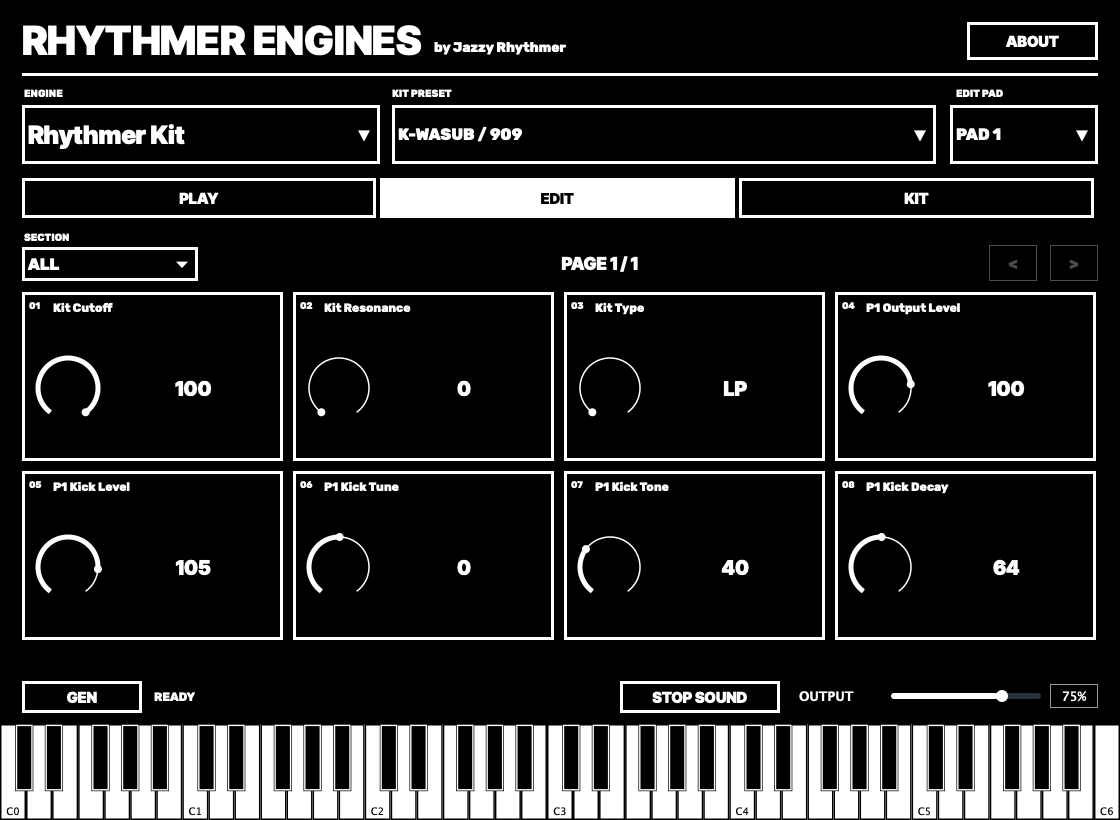 RHYTHMER ENGINES by Jazzy Rhythmer
ABOUT
ENGINE
KIT PRESET
EDIT PAD
Rhythmer Kit
K-WASUB / 909
PAD 1
PLAY
EDIT
KIT
SECTION
ALL
PAGE 1 / 1
<
>
01 Kit Cutoff
100
02 Kit Resonance
0
03 Kit Type
LP
04 P1 Output Level
100
05 P1 Kick Level
105
06 P1 Kick Tune
0
07 P1 Kick Tone
40
08 P1 Kick Decay
64
GEN
READY
STOP SOUND
OUTPUT
75%
C0
C1
C2
C3
C4
C5
C6